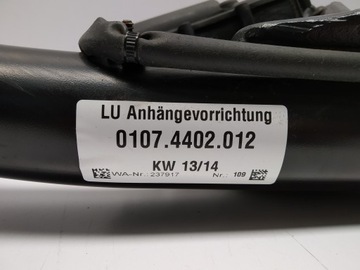 LU Anhängevorrichtung
0107.4402.012
KW 13/14
WA-Nr.: 237917 Nr.: 109